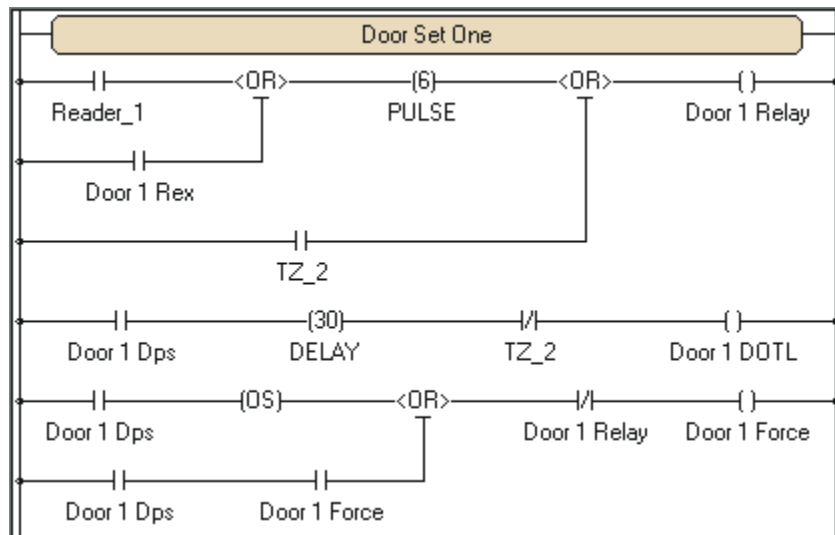 Door Set One
<OR> (6) <OR> ( )
Reader_1 PULSE Door 1 Relay
Door 1 Rex
TZ_2
(30) ( )
Door 1 Dps DELAY TZ_2 Door 1 DOTL
(OS) <OR> ( )
Door 1 Dps Door 1 Relay Door 1 Force
Door 1 Dps Door 1 Force